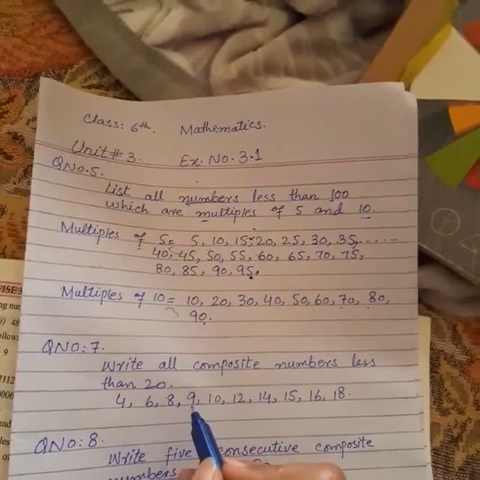 Class: 6th. Mathematics.
Unit # 3. Ex. No. 3.1
QNO.5.
List all numbers less than 100
which are multiples of 5 and 10.
Multiples of 5= 5, 10, 15, 20, 25, 30, 35,.....
40, 45, 50, 55, 60, 65, 70, 75,
80, 85, 90, 95.
Multiples of 10 = 10, 20, 30, 40, 50, 60, 70, 80,
90.
QNO: 7.
Write all composite numbers less
than 20.
4, 6, 8, 9, 10, 12, 14, 15, 16, 18.
QNO: 8.
Write five consecutive composite
numbers